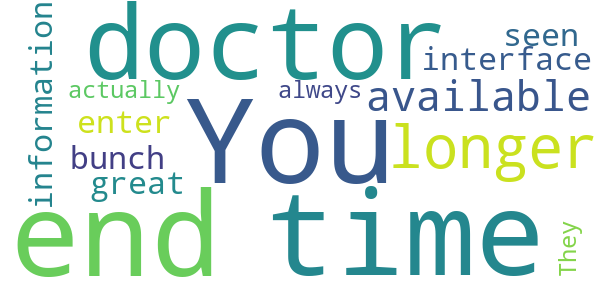 doctor
seen
interface
information
actually
always
available
enter
You
longer
bunch
great
end
time
They